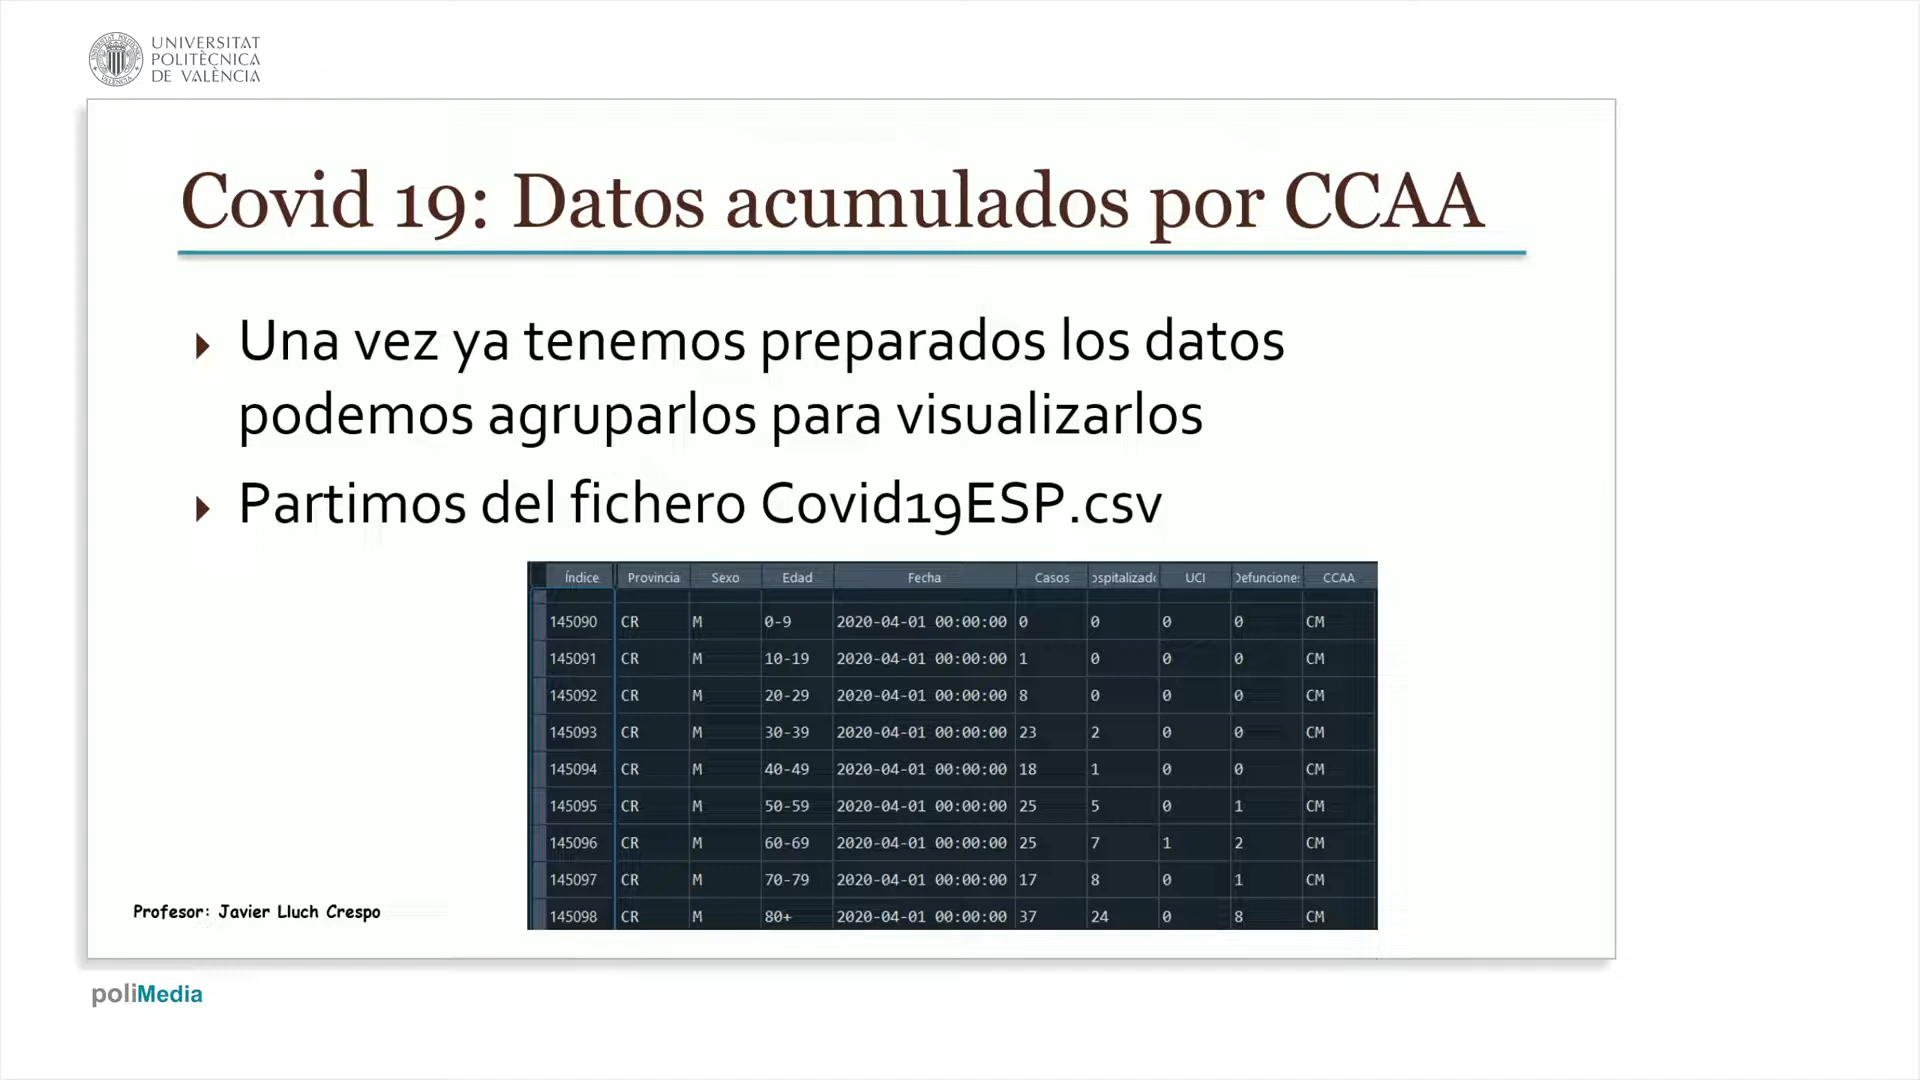 UNIVERSITAT
POLITÈCNICA
DE VALÈNCIA
Covid 19: Datos acumulados por CCAA
Una vez ya tenemos preparados los datos
podemos agruparlos para visualizarlos
Partimos del fichero Covid19ESP.csv
Índice Provincia Sexo Edad Fecha Casos ospitalizado UCI Defunciones CCAA
145090 CR M 0-9 2020-04-01 00:00:00 0 0 0 0 CM
145091 CR M 10-19 2020-04-01 00:00:00 1 0 0 0 CM
145092 CR M 20-29 2020-04-01 00:00:00 8 0 0 0 CM
145093 CR M 30-39 2020-04-01 00:00:00 23 2 0 0 CM
145094 CR M 40-49 2020-04-01 00:00:00 18 1 0 0 CM
145095 CR M 50-59 2020-04-01 00:00:00 25 5 0 1 CM
145096 CR M 60-69 2020-04-01 00:00:00 25 7 1 2 CM
145097 CR M 70-79 2020-04-01 00:00:00 17 8 0 1 CM
145098 CR M 80+ 2020-04-01 00:00:00 37 24 0 8 CM
Profesor: Javier Lluch Crespo
poliMedia